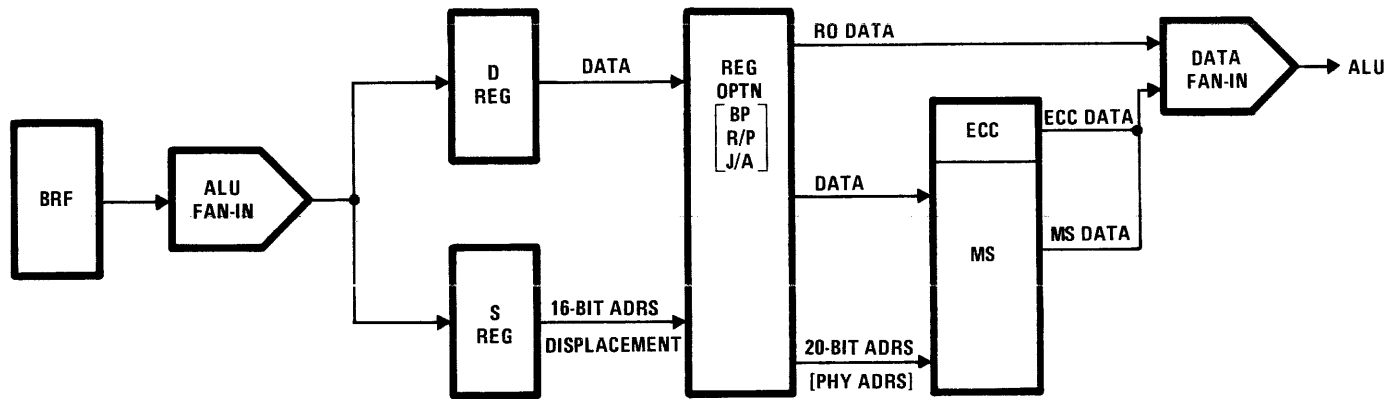 BRF
ALU
FAN-IN
D
REG
DATA
S
REG
16-BIT ADRS
DISPLACEMENT
REG
OPTN
[BP
R/P
J/A]
RO DATA
DATA
20-BIT ADRS
[PHY ADRS]
ECC
MS
ECC DATA
MS DATA
DATA
FAN-IN
ALU